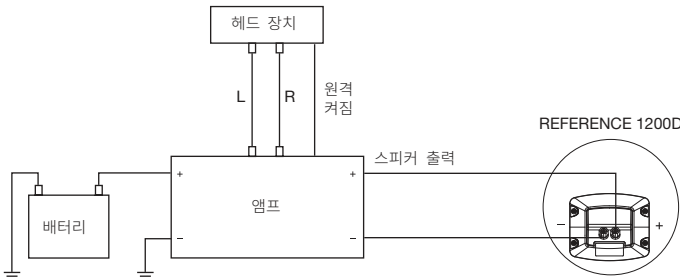 헤드 장치
L
R
원격
켜짐
REFERENCE 1200D
스피커 출력
+
+
앰프
배터리
–
–
–
+